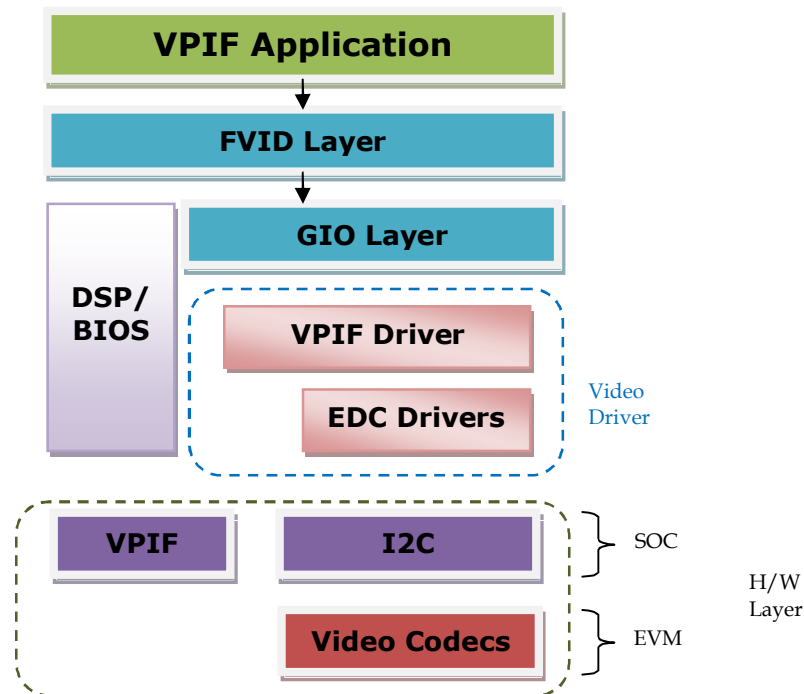 VPIF Application
FVID Layer
GIO Layer
DSP/
BIOS
VPIF Driver
EDC Drivers
Video
Driver
VPIF
I2C
SOC
H/W
Layer
Video Codecs
EVM